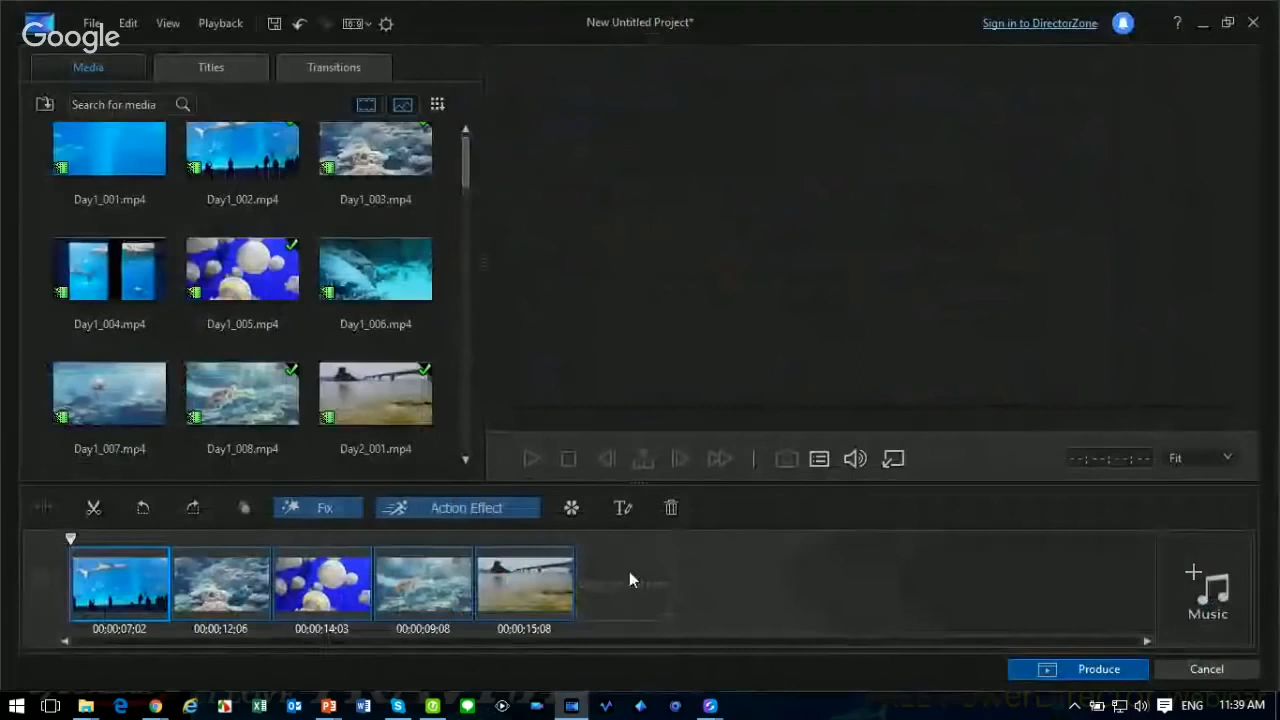 File Edit View Playback 16:9 New Untitled Project* Sign in to DirectorZone ?
Google
Media Titles Transitions
Search for media
Day1_001.mp4 Day1_002.mp4 Day1_003.mp4
Day1_004.mp4 Day1_005.mp4 Day1_006.mp4
Day1_007.mp4 Day1_008.mp4 Day2_001.mp4
--;--;--;-- Fit
Fix Action Effect
Music
00;00;07;02 00;00;12;06 00;00;14;03 00;00;09;08 00;00;15;08
Produce Cancel
ENG 11:39 AM